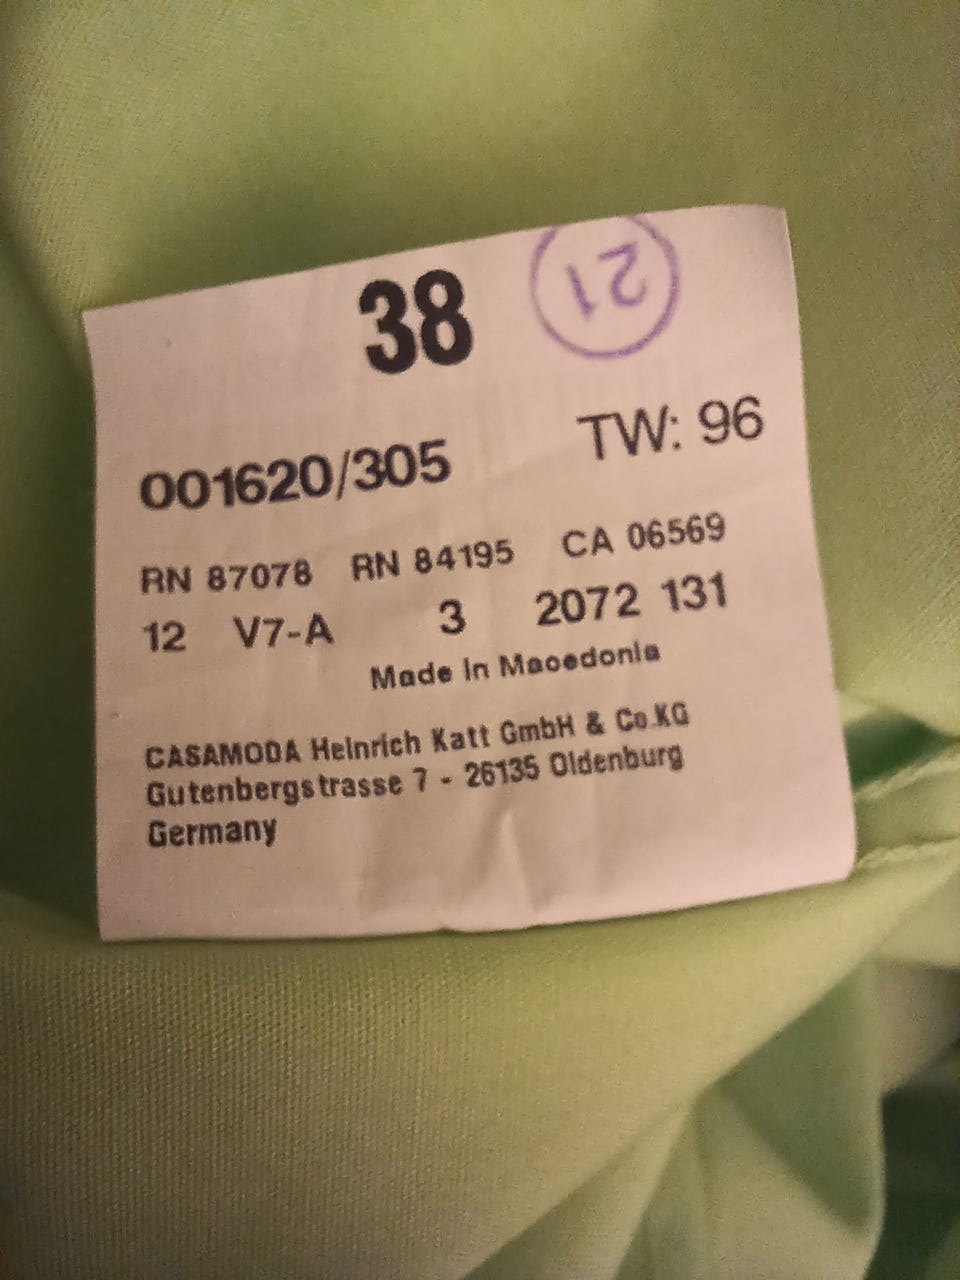 38 21
001620/305 TW: 96
RN 87078 RN 84195 CA 06569
12 V7-A 3 2072 131
Made in Macedonia
CASAMODA Heinrich Katt GmbH & Co.KG
Gutenbergstrasse 7 - 26135 Oldenburg
Germany